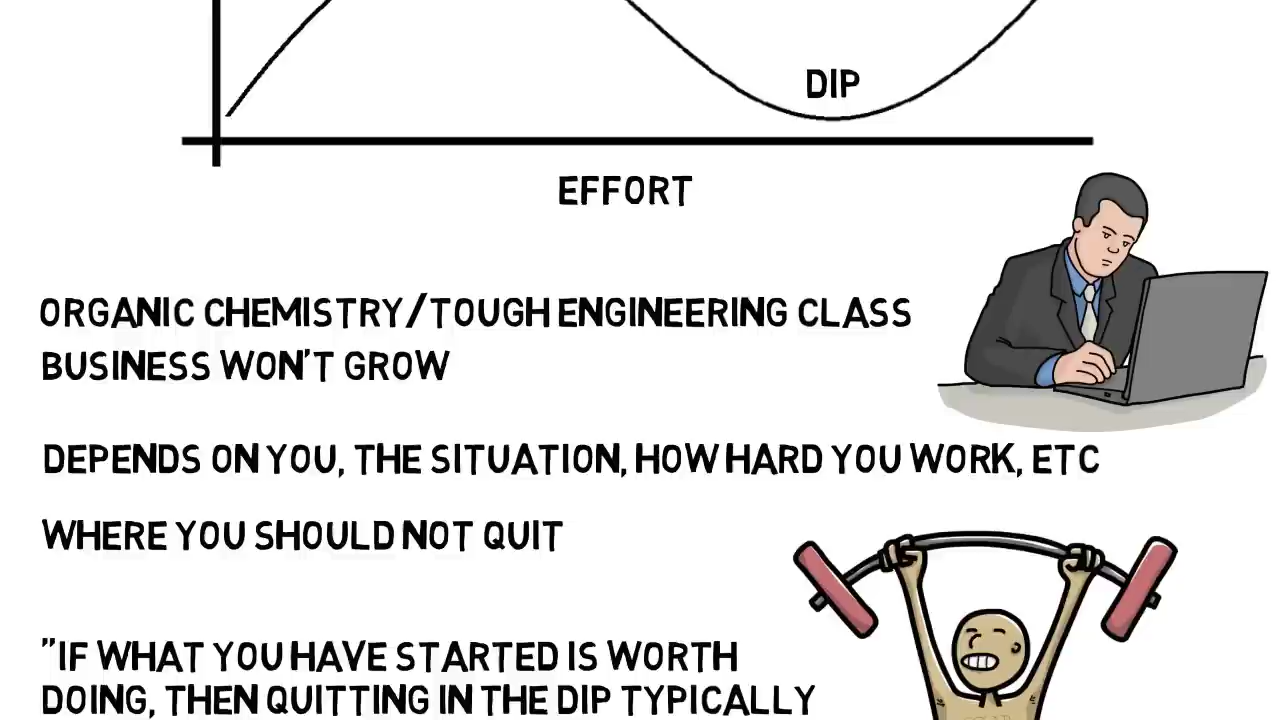 DIP
EFFORT
ORGANIC CHEMISTRY/TOUGH ENGINEERING CLASS
BUSINESS WON'T GROW
DEPENDS ON YOU, THE SITUATION, HOW HARD YOU WORK, ETC
WHERE YOU SHOULD NOT QUIT
"IF WHAT YOU HAVE STARTED IS WORTH
DOING, THEN QUITTING IN THE DIP TYPICALLY